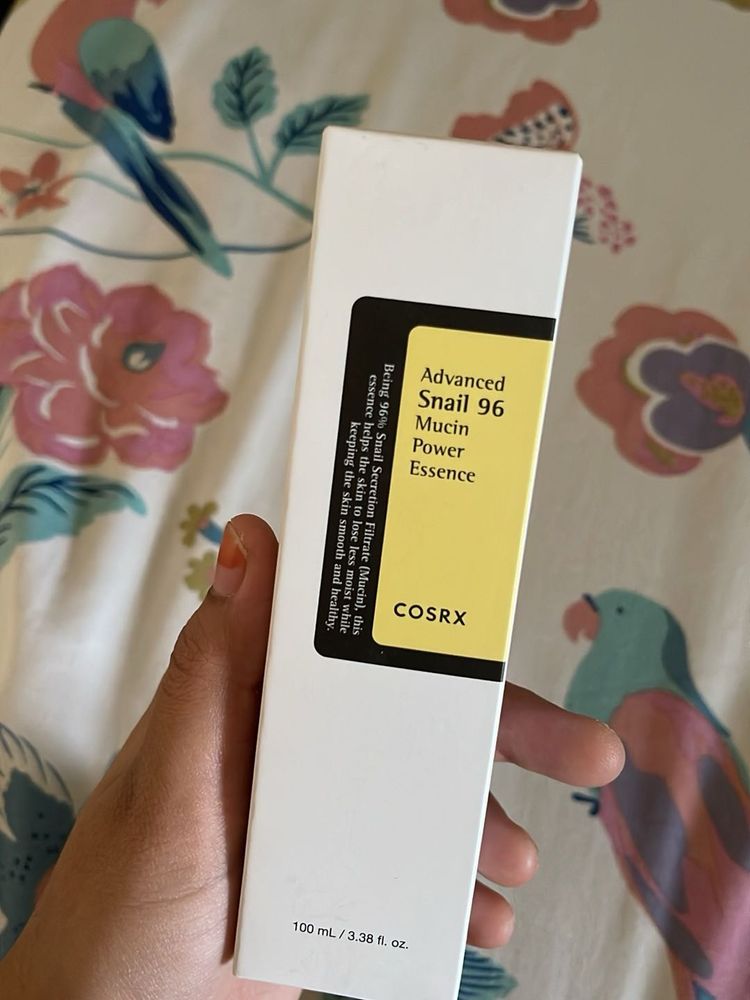 Advanced
Snail 96
Mucin
Power
Essence
COSRX
Being 96% Snail Secretion Filtrate (Mucin), this
essence helps the skin to lose less moist while
keeping the skin smooth and healthy.
100 mL / 3.38 fl. oz.